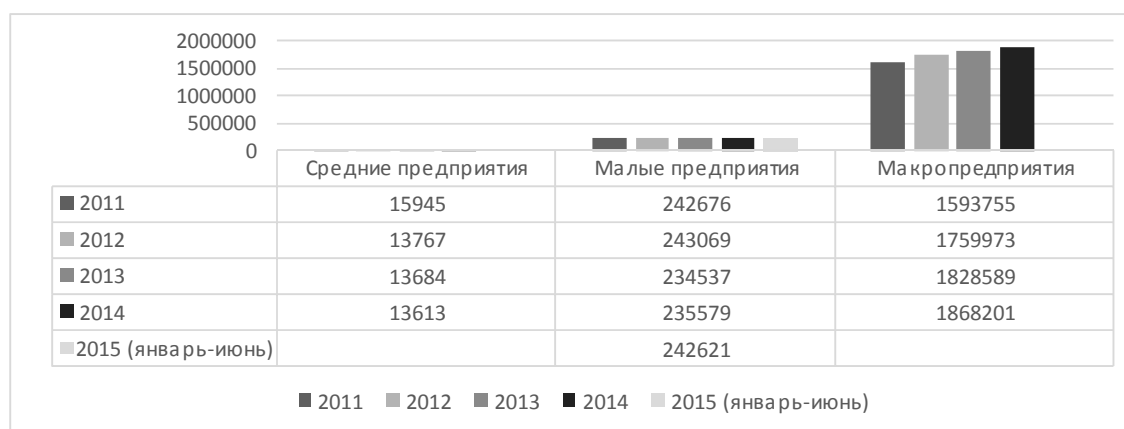 2000000
1500000
1000000
500000
0
Средние предприятия Малые предприятия Макропредприятия
2011 15945 242676 1593755
2012 13767 243069 1759973
2013 13684 234537 1828589
2014 13613 235579 1868201
2015 (январь-июнь) 242621
2011 2012 2013 2014 2015 (январь-июнь)